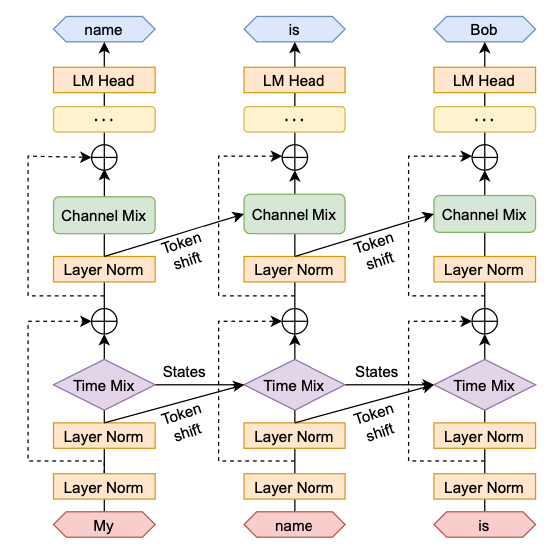 name
is
Bob
LM Head
LM Head
LM Head
...
...
...
Channel Mix
Channel Mix
Channel Mix
Token
shift
Token
shift
Layer Norm
Layer Norm
Layer Norm
States
States
Time Mix
Time Mix
Time Mix
Token
shift
Token
shift
Layer Norm
Layer Norm
Layer Norm
Layer Norm
Layer Norm
Layer Norm
My
name
is